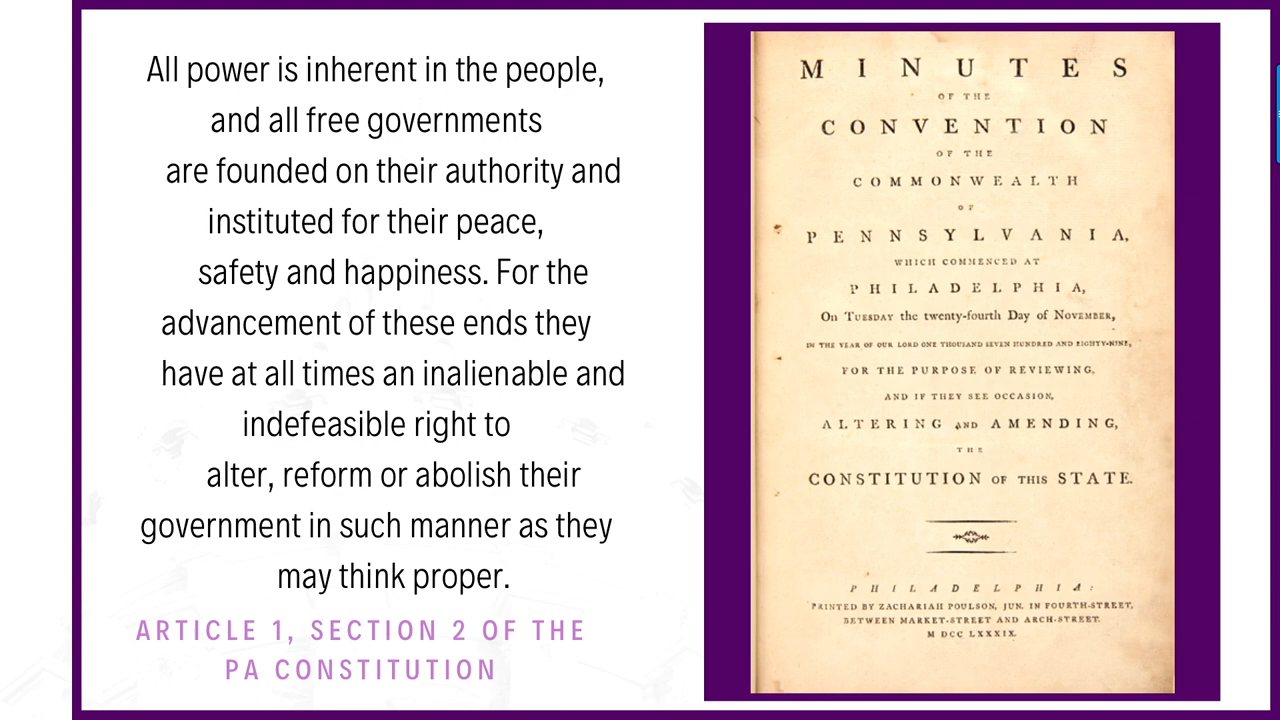 All power is inherent in the people,
and all free governments
are founded on their authority and
instituted for their peace,
safety and happiness. For the
advancement of these ends they
have at all times an inalienable and
indefeasible right to
alter, reform or abolish their
government in such manner as they
may think proper.
ARTICLE 1, SECTION 2 OF THE
PA CONSTITUTION
MINUTES
OF THE
CONVENTION
OF THE
COMMONWEALTH
OF
PENNSYLVANIA,
WHICH COMMENCED AT
PHILADELPHIA,
On TUESDAY the twenty-fourth Day of NOVEMBER,
IN THE YEAR OF OUR LORD ONE THOUSAND SEVEN HUNDRED AND EIGHTY-NINE,
FOR THE PURPOSE OF REVIEWING,
AND IF THEY SEE OCCASION,
ALTERING AND AMENDING,
THE
CONSTITUTION OF THIS STATE.
PHILADELPHIA:
PRINTED BY ZACHARIAH POULSON, JUN. IN FOURTH-STREET,
BETWEEN MARKET-STREET AND ARCH-STREET.
M DCC LXXXIX.